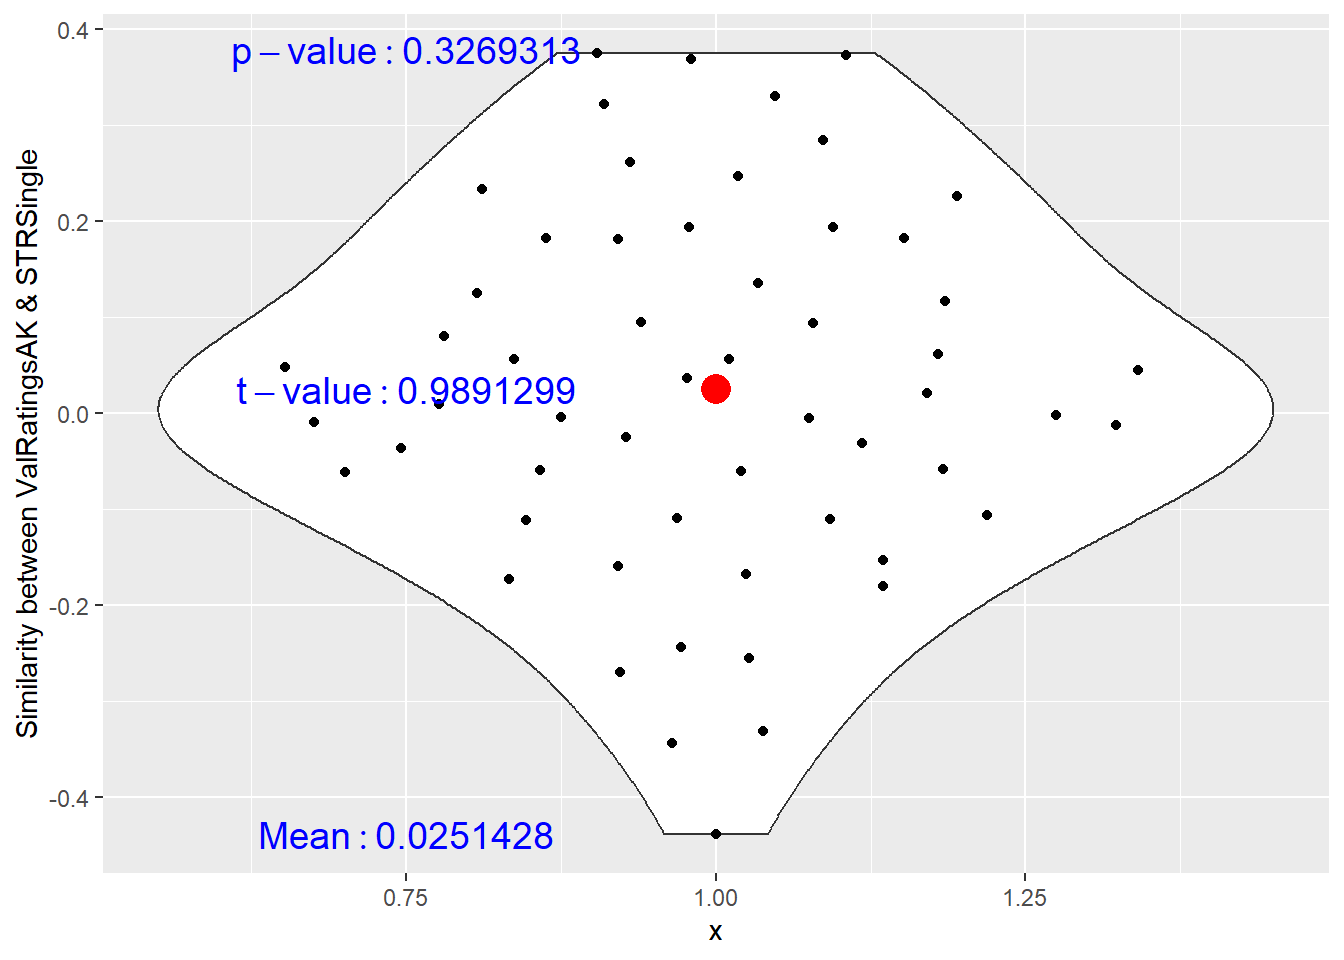 0.4
p – value : 0.3269313
0.2
t – value : 0.9891299
0.0
-0.2
-0.4
Mean : 0.0251428
0.75 1.00 1.25
x
Similarity between ValRatingsAK & STRSingle